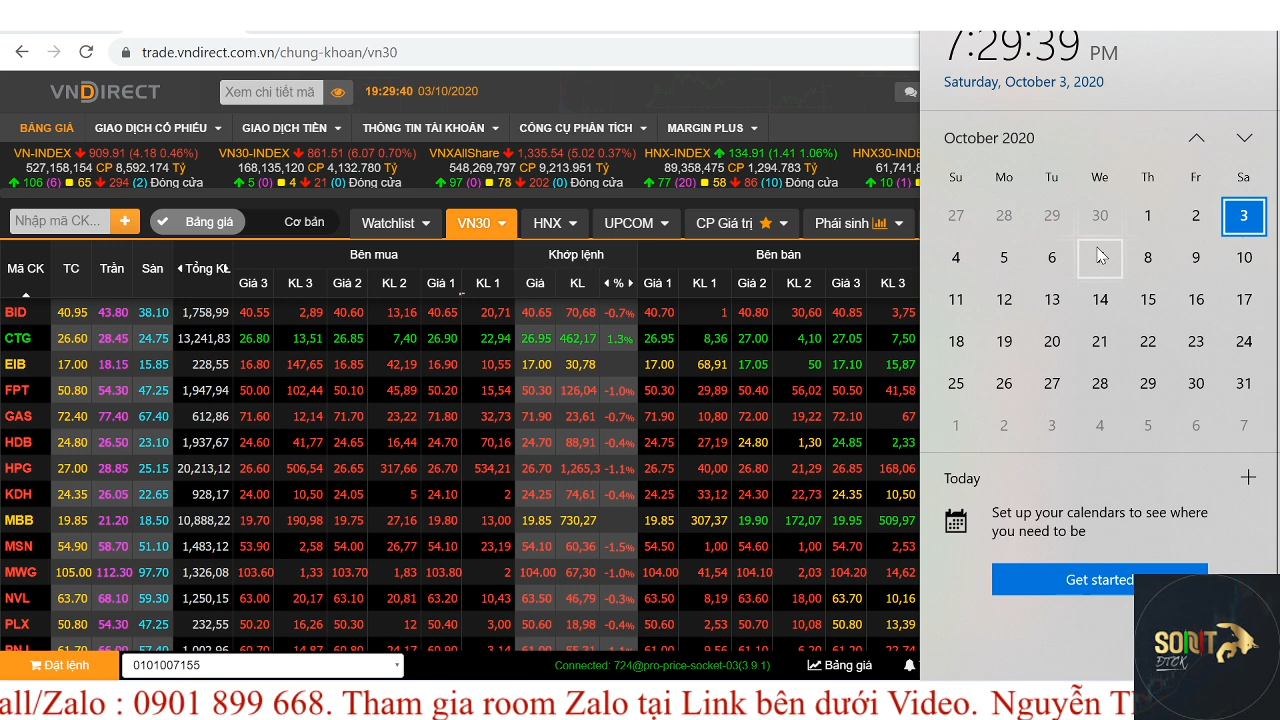 trade.vndirect.com.vn/chung-khoan/vn30
7:29:39 PM
Saturday, October 3, 2020
VNDIRECT
Xem chi tiết mã
19:29:40 03/10/2020
BẢNG GIÁ GIAO DỊCH CỔ PHIẾU GIAO DỊCH TIỀN THÔNG TIN TÀI KHOẢN CÔNG CỤ PHÂN TÍCH MARGIN PLUS
VN-INDEX 909.91 (4.18 0.46%) VN30-INDEX 861.51 (6.07 0.70%) VNXAllShare 1,335.54 (5.02 0.37%) HNX-INDEX 134.91 (1.41 1.06%) HNX30-INDE
527,158,154 CP 8,592.174 Tỷ 168,135,120 CP 4,132.780 Tỷ 548,269,797 CP 9,213.951 Tỷ 89,358,475 CP 1,294.783 Tỷ 61,741,8
106 (6) 65 294 (2) Đóng cửa 5 (0) 4 21 (0) Đóng cửa 97 (0) 78 202 (0) Đóng cửa 77 (20) 58 86 (10) Đóng cửa 10 (1)
Nhập mã CK... + Bảng giá Cơ bản Watchlist VN30 HNX UPCOM CP Giá trị Phái sinh
Bên mua Khớp lệnh Bên bán
Mã CK TC Trần Sàn Tổng KL Giá 3 KL 3 Giá 2 KL 2 Giá 1 KL 1 Giá KL % Giá 1 KL 1 Giá 2 KL 2 Giá 3 KL 3
BID 40.95 43.80 38.10 1,758,99 40.55 2,89 40.60 13,16 40.65 20,71 40.65 70,68 -0.7% 40.70 1 40.80 30,60 40.85 3,75
CTG 26.60 28.45 24.75 13,241,83 26.80 13,51 26.85 7,40 26.90 22,94 26.95 462,17 1.3% 26.95 8,36 27.00 4,10 27.05 7,50
EIB 17.00 18.15 15.85 228,55 16.80 147,65 16.85 42,19 16.90 10,55 17.00 30,78 17.00 68,91 17.05 50 17.10 15,87
FPT 50.80 54.30 47.25 1,947,94 50.00 102,44 50.10 45,89 50.20 15,54 50.30 126,04 -1.0% 50.30 29,89 50.40 56,02 50.50 41,58
GAS 72.40 77.40 67.40 612,86 71.60 12,14 71.70 23,22 71.80 32,73 71.90 23,61 -0.7% 71.90 10,80 72.00 19,22 72.10 67
HDB 24.80 26.50 23.10 1,937,67 24.60 41,77 24.65 16,44 24.70 70,16 24.70 88,91 -0.4% 24.75 27,19 24.80 1,30 24.85 2,33
HPG 27.00 28.85 25.15 20,213,12 26.60 506,54 26.65 317,66 26.70 534,21 26.70 1,265,3 -1.1% 26.75 40,00 26.80 21,29 26.85 168,06
KDH 24.35 26.05 22.65 928,17 24.00 10,50 24.05 5 24.10 2 24.25 74,61 -0.4% 24.25 33,12 24.30 22,73 24.35 10,50
MBB 19.85 21.20 18.50 10,888,22 19.70 190,98 19.75 27,16 19.80 13,00 19.85 730,27 19.85 307,37 19.90 172,07 19.95 509,97
MSN 54.90 58.70 51.10 1,483,12 53.90 2,58 54.00 26,77 54.10 23,19 54.10 60,36 -1.5% 54.50 1,00 54.60 1,00 54.70 2,53
MWG 105.00 112.30 97.70 1,326,08 103.60 1,33 103.70 1,83 103.80 2 104.00 67,30 -1.0% 104.00 41,54 104.10 2,03 104.20 14,62
NVL 63.70 68.10 59.30 1,250,15 63.00 20,17 63.10 20,81 63.20 10,43 63.50 46,79 -0.3% 63.50 8,19 63.60 18,00 63.70 10,16
PLX 50.80 54.30 47.25 232,55 50.20 16,26 50.30 12 50.40 3,00 50.60 18,98 -0.4% 50.60 2,53 50.70 10,08 50.80 13,39
Đặt lệnh 0101007155 Connected: 724@pro-price-socket-03(3.9.1) Bảng giá
October 2020
Su Mo Tu We Th Fr Sa
27 28 29 30 1 2 3
4 5 6 8 9 10
11 12 13 14 15 16 17
18 19 20 21 22 23 24
25 26 27 28 29 30 31
1 2 3 4 5 6 7
Today
Set up your calendars to see where
you need to be
Get started
ĐTCK
all/Zalo : 0901 899 668. Tham gia room Zalo tại Link bên dưới Video. Nguyễn T